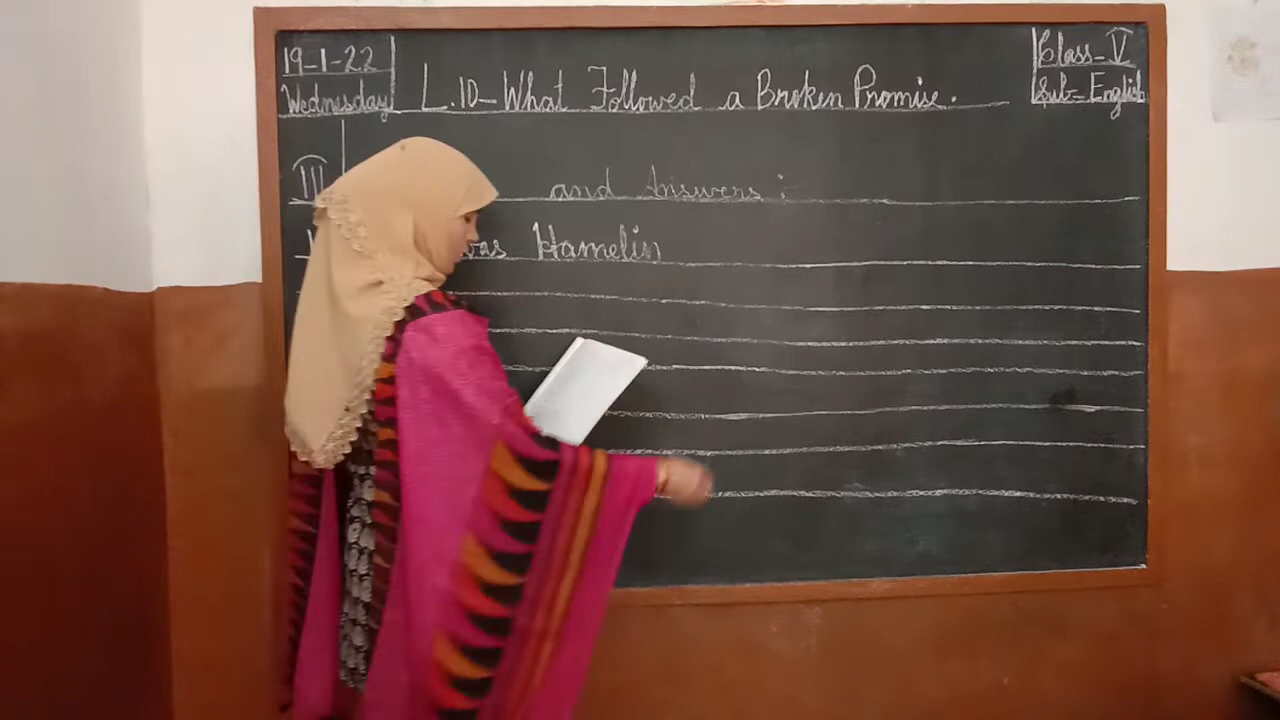 19-1-22
Wednesday
L.10-What Followed a Broken Promise.
Class-V
Sub-English
III and Answers:
was Hamelin